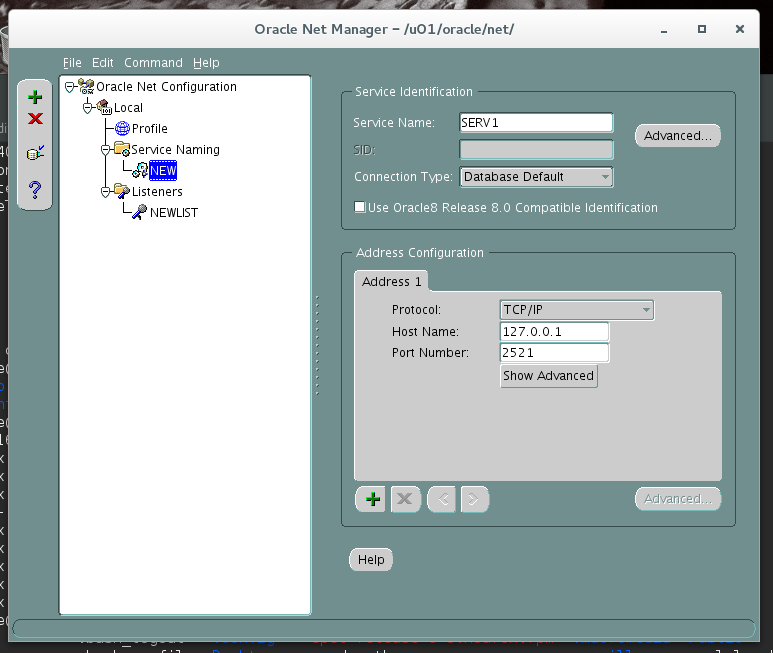 Oracle Net Manager - /u01/oracle/net/
File Edit Command Help
Oracle Net Configuration
Local
Profile
Service Naming
NEW
Listeners
NEWLIST
Service Identification
Service Name: SERV1
Advanced...
SID:
Connection Type: Database Default
Use Oracle8 Release 8.0 Compatible Identification
Address Configuration
Address 1
Protocol: TCP/IP
Host Name: 127.0.0.1
Port Number: 2521
Show Advanced
Advanced...
Help